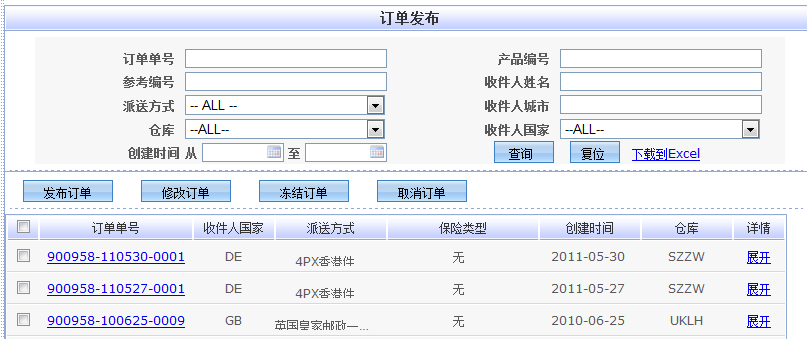 订单发布
订单单号 产品编号
参考编号 收件人姓名
派送方式 -- ALL -- 收件人城市
仓库 --ALL-- 收件人国家 --ALL--
创建时间 从 至 查询 复位 下载到Excel
发布订单 修改订单 冻结订单 取消订单
订单单号 收件人国家 派送方式 保险类型 创建时间 仓库 详情
900958-110530-0001 DE 4PX香港件 无 2011-05-30 SZZW 展开
900958-110527-0001 DE 4PX香港件 无 2011-05-27 SZZW 展开
900958-100625-0009 GB 英国皇家邮政一... 无 2010-06-25 UKLH 展开